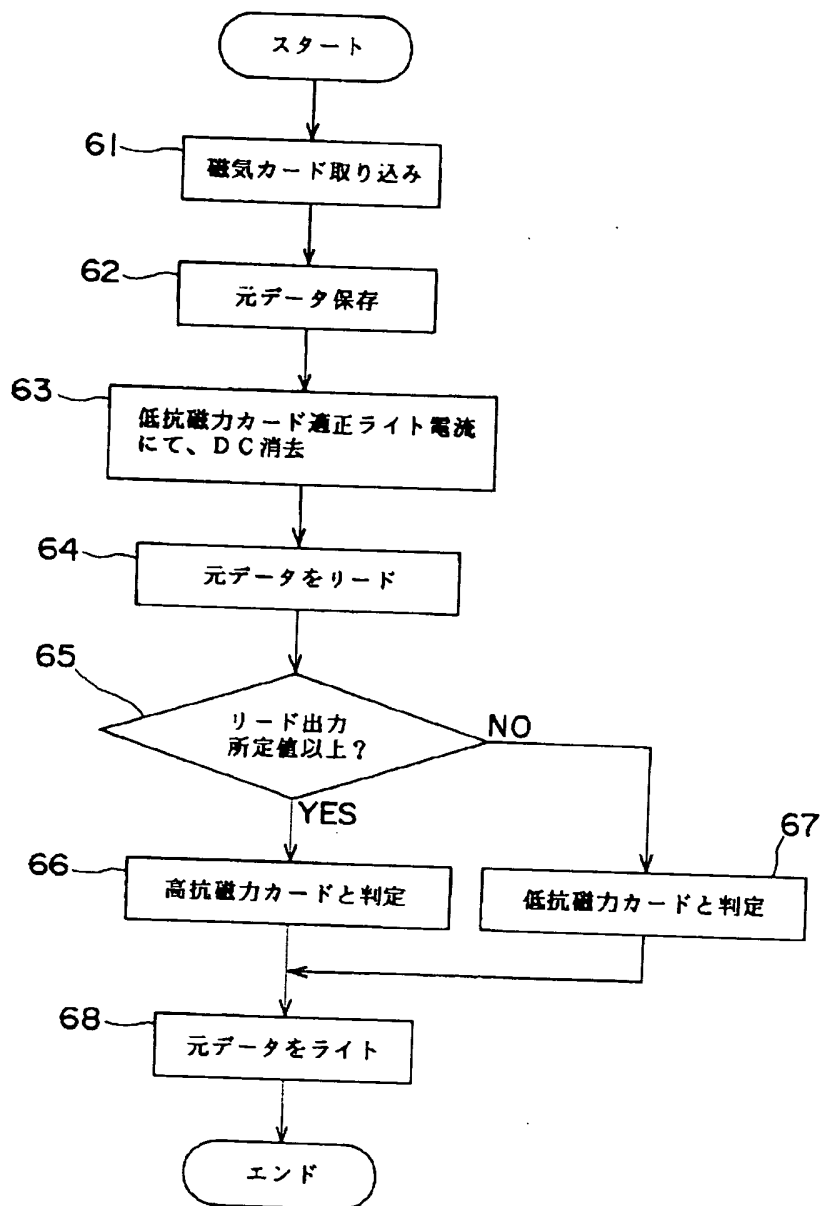 スタート
61
磁気カード取り込み
62
元データ保存
63
低抗磁力カード適正ライト電流
にて、DC消去
64
元データをリード
65
リード出力
所定値以上？
NO
YES
66
高抗磁力カードと判定
67
低抗磁力カードと判定
68
元データをライト
エンド